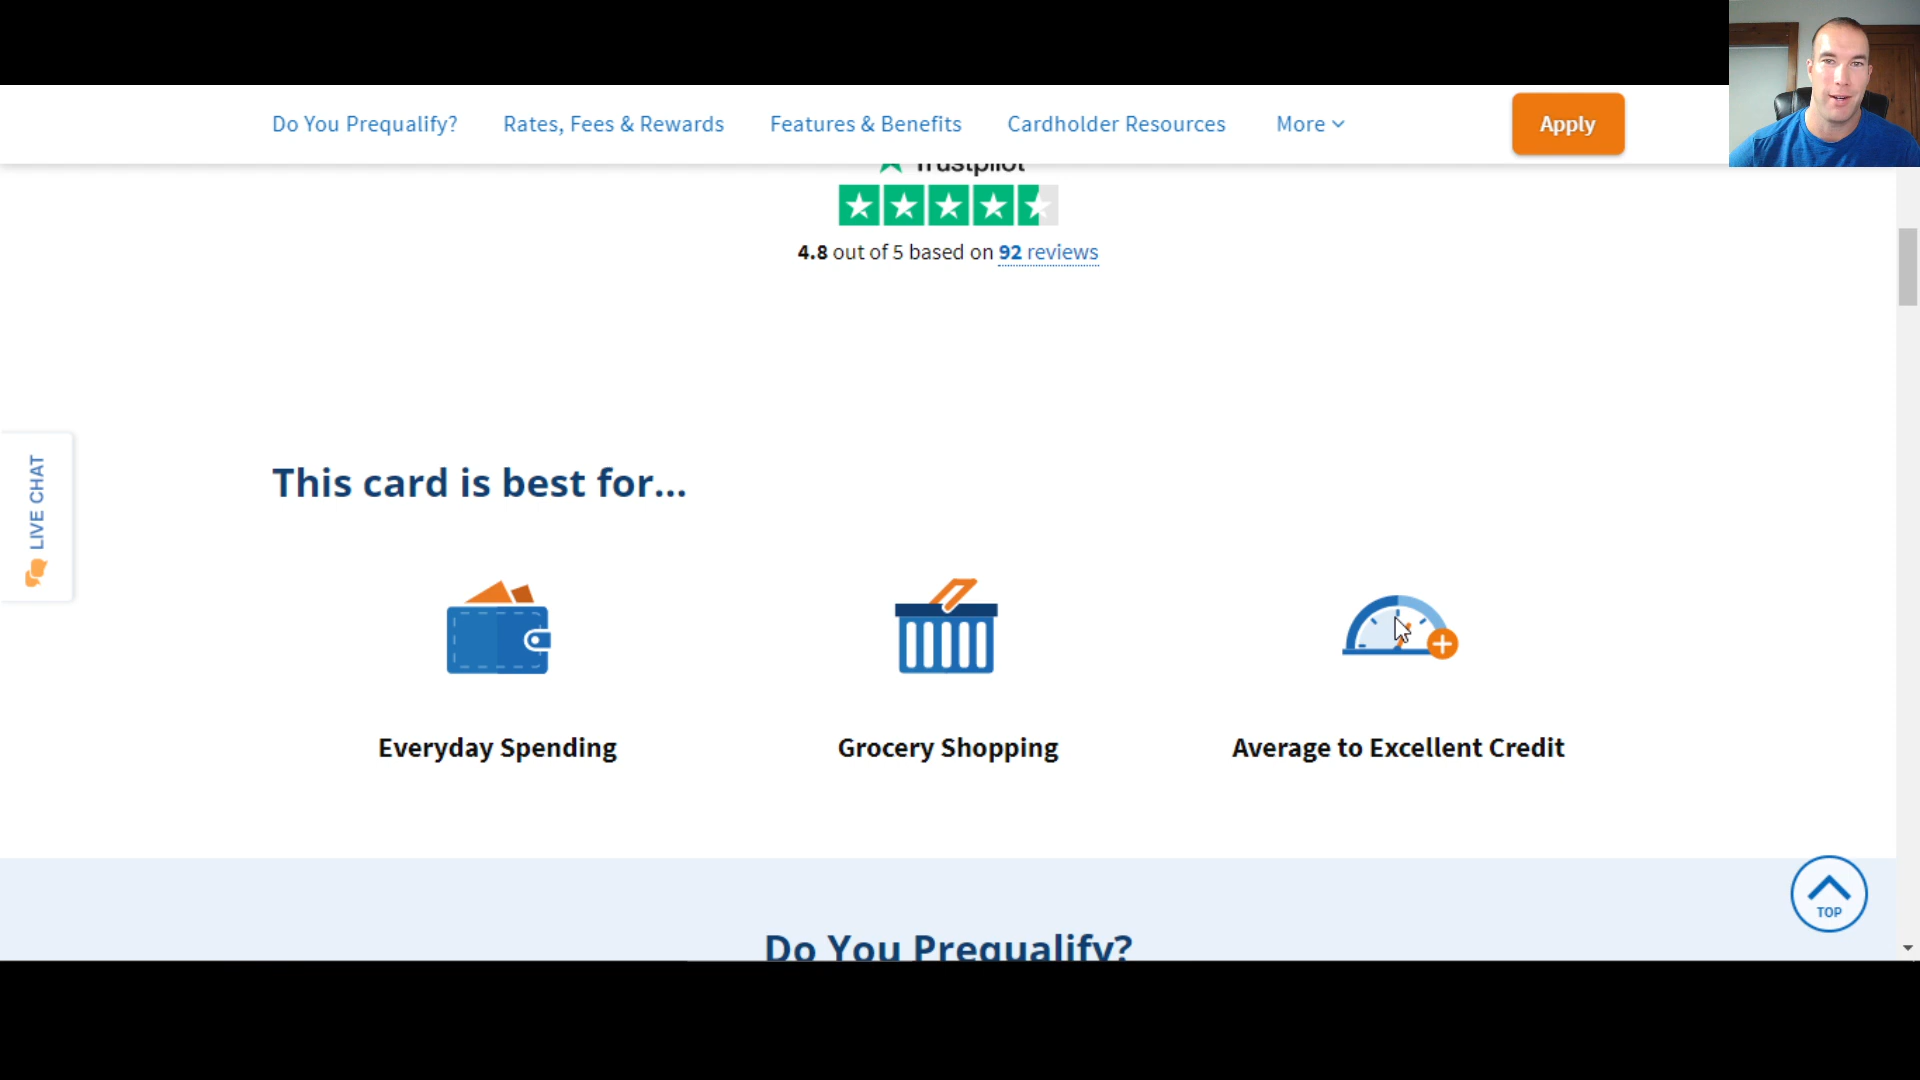 Do You Prequalify? Rates, Fees & Rewards Features & Benefits Cardholder Resources More Apply
Trustpilot
4.8 out of 5 based on 92 reviews
LIVE CHAT
This card is best for...
Everyday Spending Grocery Shopping Average to Excellent Credit
TOP
Do You Prequalify?